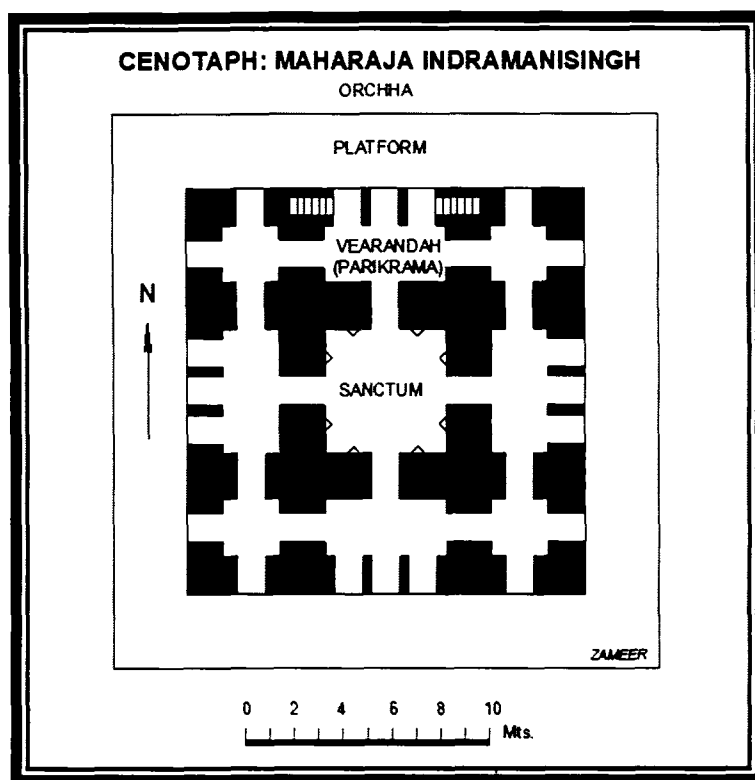 CENOTAPH: MAHARAJA INDRAMANISINGH
ORCHHA
PLATFORM
VEARANDAH
(PARIKRAMA)
N
SANCTUM
ZAMEER
0 2 4 6 8 10
Mts.